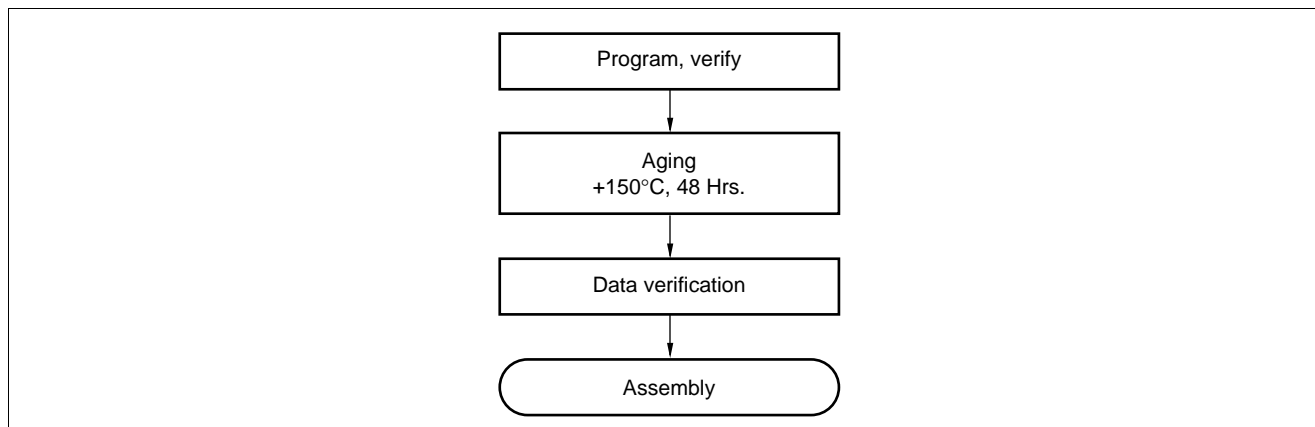 Program, verify
Aging
+150°C, 48 Hrs.
Data verification
Assembly